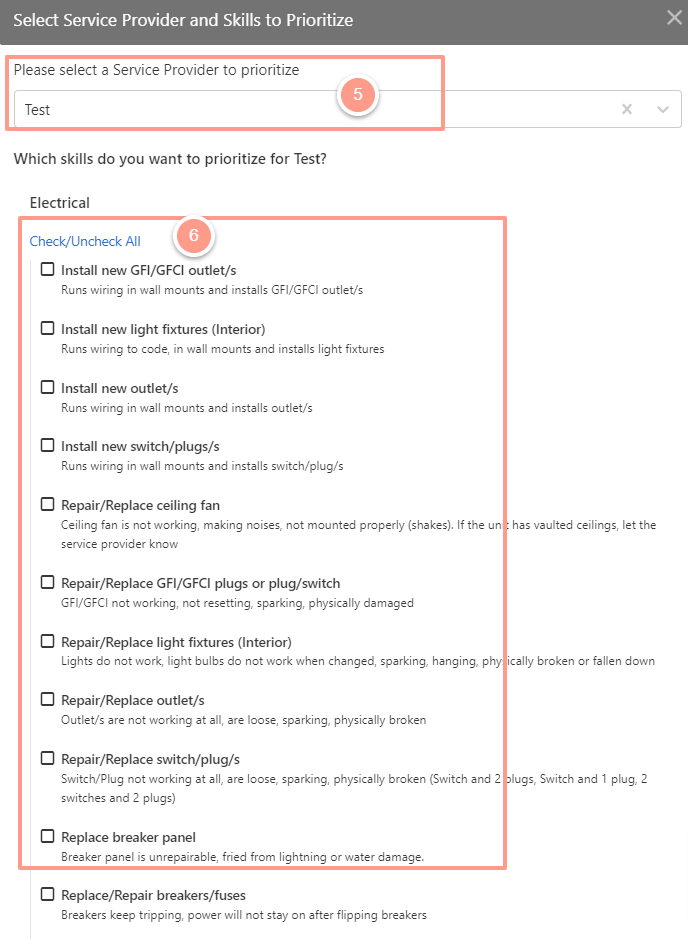 Select Service Provider and Skills to Prioritize
Please select a Service Provider to prioritize
5
Test
Which skills do you want to prioritize for Test?
Electrical
6
Check/Uncheck All
Install new GFI/GFCI outlet/s
Runs wiring in wall mounts and installs GFI/GFCI outlet/s
Install new light fixtures (Interior)
Runs wiring to code, in wall mounts and installs light fixtures
Install new outlet/s
Runs wiring in wall mounts and installs outlet/s
Install new switch/plugs/s
Runs wiring in wall mounts and installs switch/plug/s
Repair/Replace ceiling fan
Ceiling fan is not working, making noises, not mounted properly (shakes). If the unit has vaulted ceilings, let the
service provider know
Repair/Replace GFI/GFCI plugs or plug/switch
GFI/GFCI not working, not resetting, sparking, physically damaged
Repair/Replace light fixtures (Interior)
Lights do not work, light bulbs do not work when changed, sparking, hanging, physically broken or fallen down
Repair/Replace outlet/s
Outlet/s are not working at all, are loose, sparking, physically broken
Repair/Replace switch/plug/s
Switch/Plug not working at all, are loose, sparking, physically broken (Switch and 2 plugs, Switch and 1 plug, 2
switches and 2 plugs)
Replace breaker panel
Breaker panel is unrepairable, fried from lightning or water damage.
Replace/Repair breakers/fuses
Breakers keep tripping, power will not stay on after flipping breakers